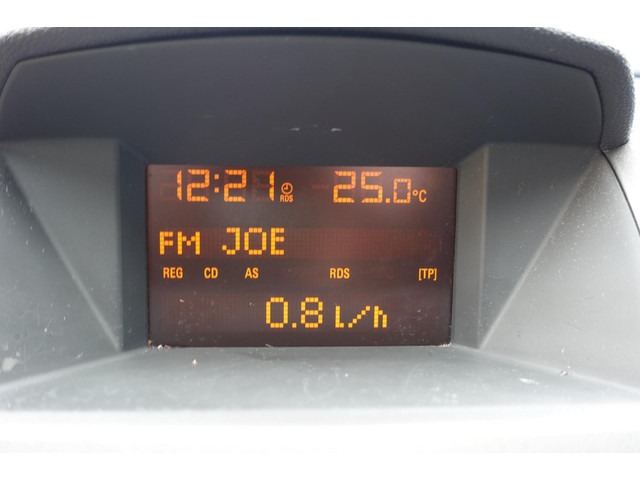 12:21 RDS 25.0°C
FM JOE
REG CD AS RDS [TP]
0.8 l/h